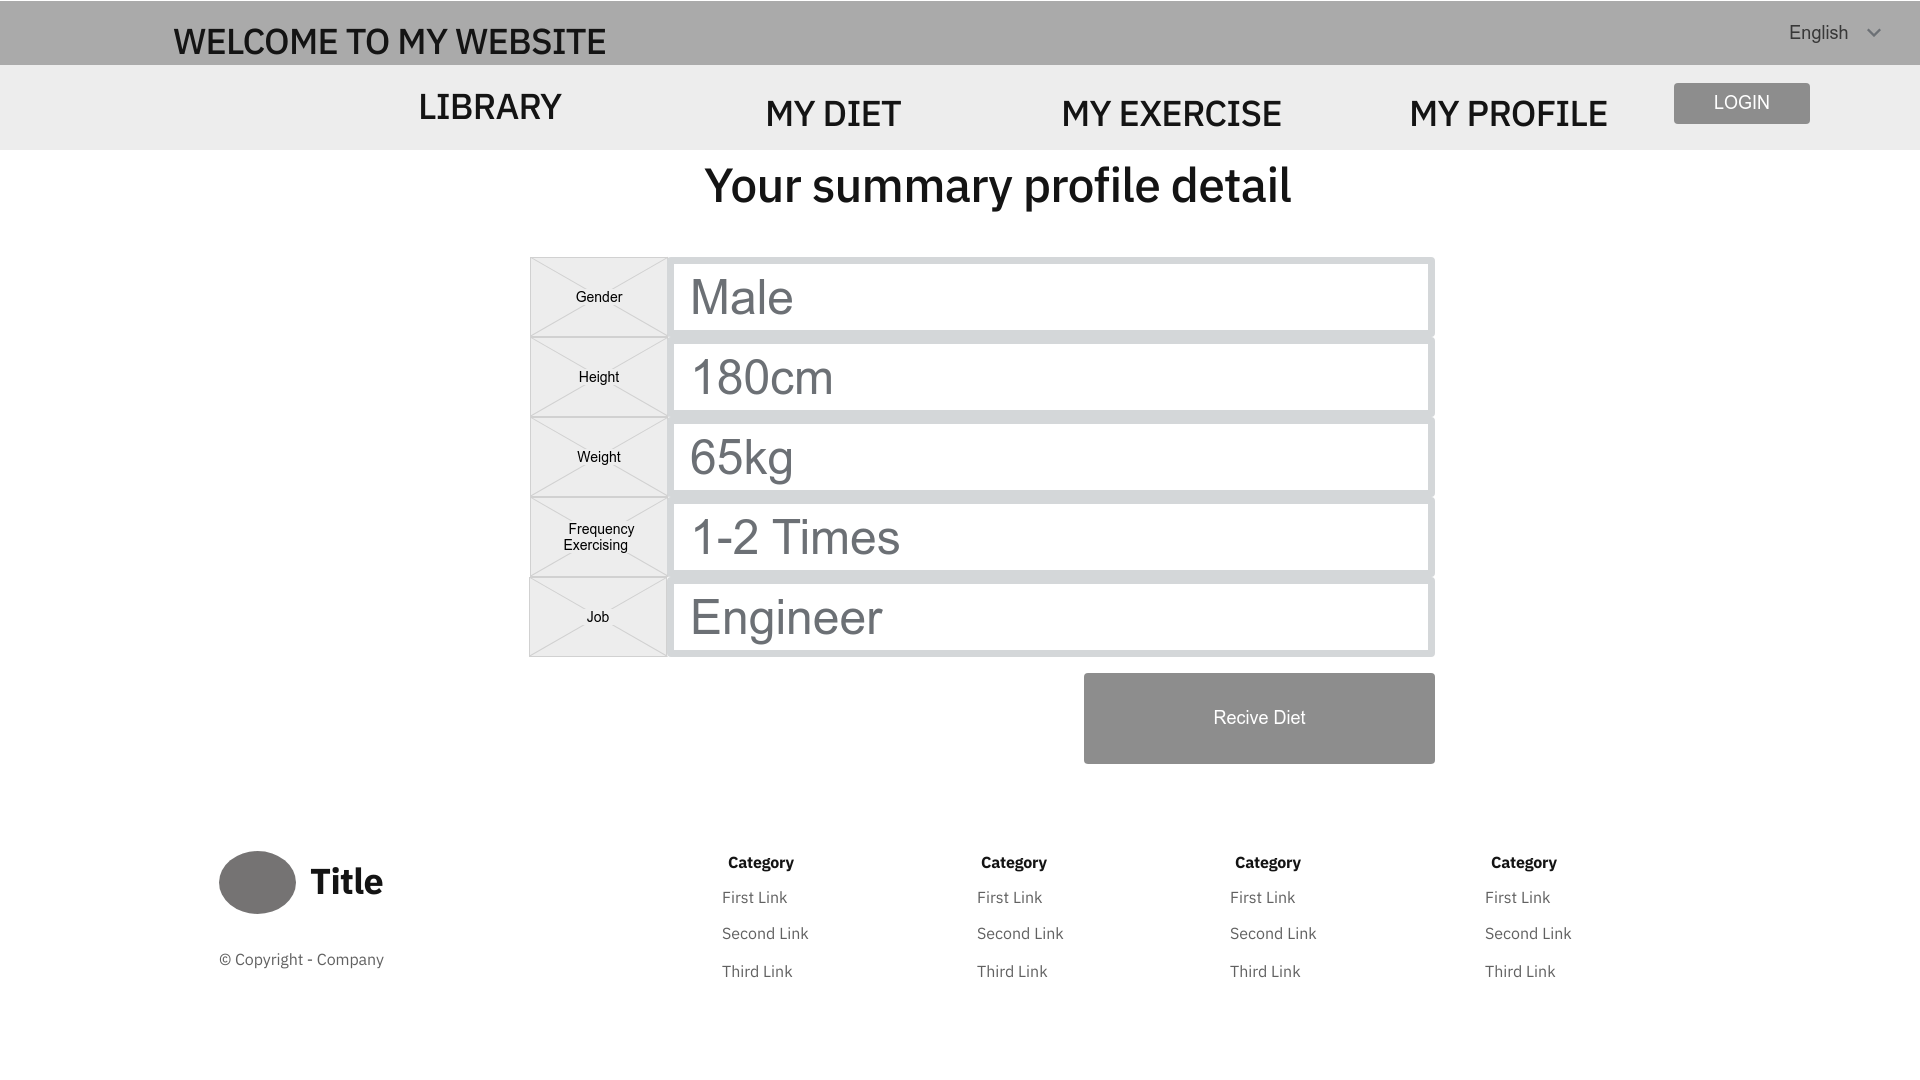 WELCOME TO MY WEBSITE
English
LIBRARY
MY DIET
MY EXERCISE
MY PROFILE
LOGIN
Your summary profile detail
Gender
Male
Height
180cm
Weight
65kg
Frequency
Exercising
1-2 Times
Job
Engineer
Recive Diet
Title
© Copyright - Company
Category
First Link
Second Link
Third Link
Category
First Link
Second Link
Third Link
Category
First Link
Second Link
Third Link
Category
First Link
Second Link
Third Link